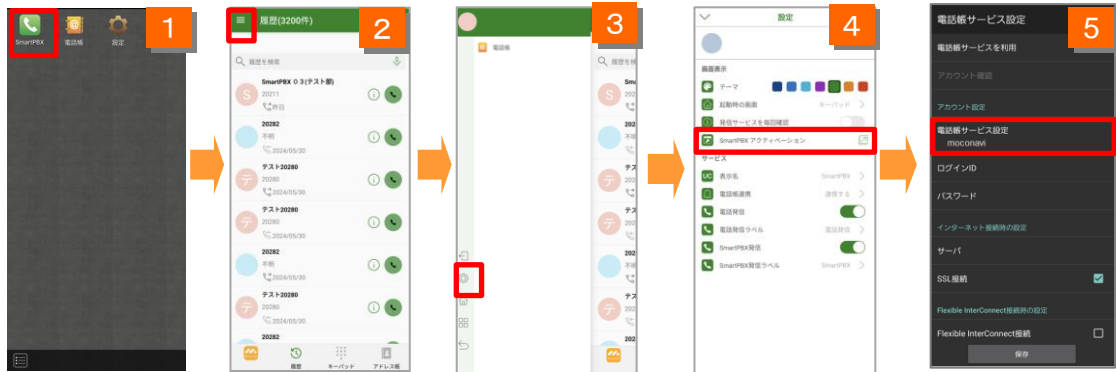 1
SmartPBX
電話帳
設定
履歴(3200件)
2
履歴を検索
SmartPBX 0 3(テスト部)
S
20211
昨日
20282
不明
2024/05/30
テスト20280
テ
20280
2024/05/30
テスト20280
テ
20280
2024/05/30
20282
不明
2024/05/30
テスト20280
テ
20280
2024/05/30
20282
履歴
キーパッド
アドレス帳
3
電話帳
履歴を検
S
202
テ
テ
202
テ
202
設定
4
画面表示
テーマ
起動時の画面
キーパッド
発信サービスを毎回確認
SmartPBX アクティベーション
サービス
UC
表示名
SmartPBX
電話帳連携
連携する
電話発信
電話発信ラベル
電話発信
SmartPBX発信
SmartPBX発信ラベル
SmartPBX
電話帳サービス設定
5
電話帳サービスを利用
アカウント確認
アカウント設定
電話帳サービス設定
moconavi
ログインID
パスワード
インターネット接続時の設定
サーバ
SSL接続
Flexible InterConnect接続時の設定
Flexible InterConnect接続
保存